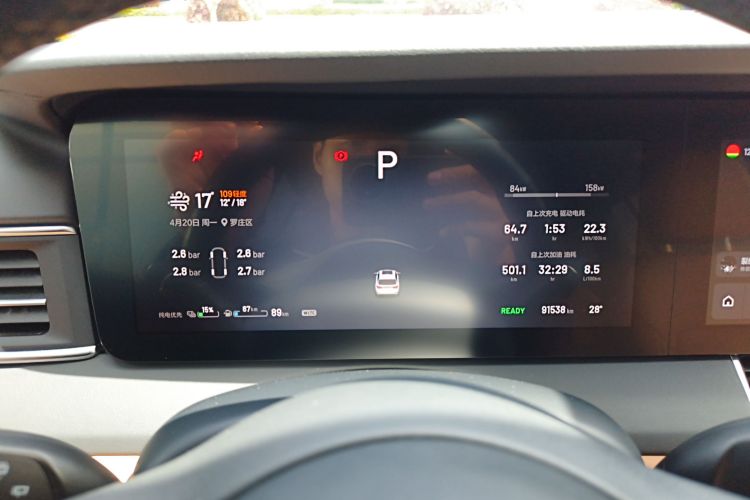 P
17° 109轻度
12°/18°
4月20日 周一 罗庄区
2.6 bar 2.8 bar
2.8 bar 2.7 bar
纯电优先 15% 87km 89km WLTC
84kW 158kW
自上次充电 驱动电耗
64.7 1:53 22.3
km hr kWh/100km
自上次加油 油耗
501.1 32:29 8.5
km hr L/100km
READY 91538 km 28°
12